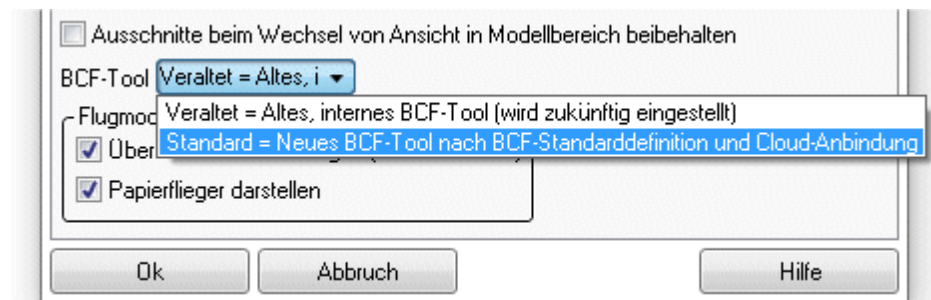 Ausschnitte beim Wechsel von Ansicht in Modellbereich beibehalten
BCF-Tool Veraltet = Altes, i
Veraltet = Altes, internes BCF-Tool (wird zukünftig eingestellt)
Flugmod
Standard = Neues BCF-Tool nach BCF-Standarddefinition und Cloud-Anbindung
Über
Papierflieger darstellen
Ok Abbruch Hilfe